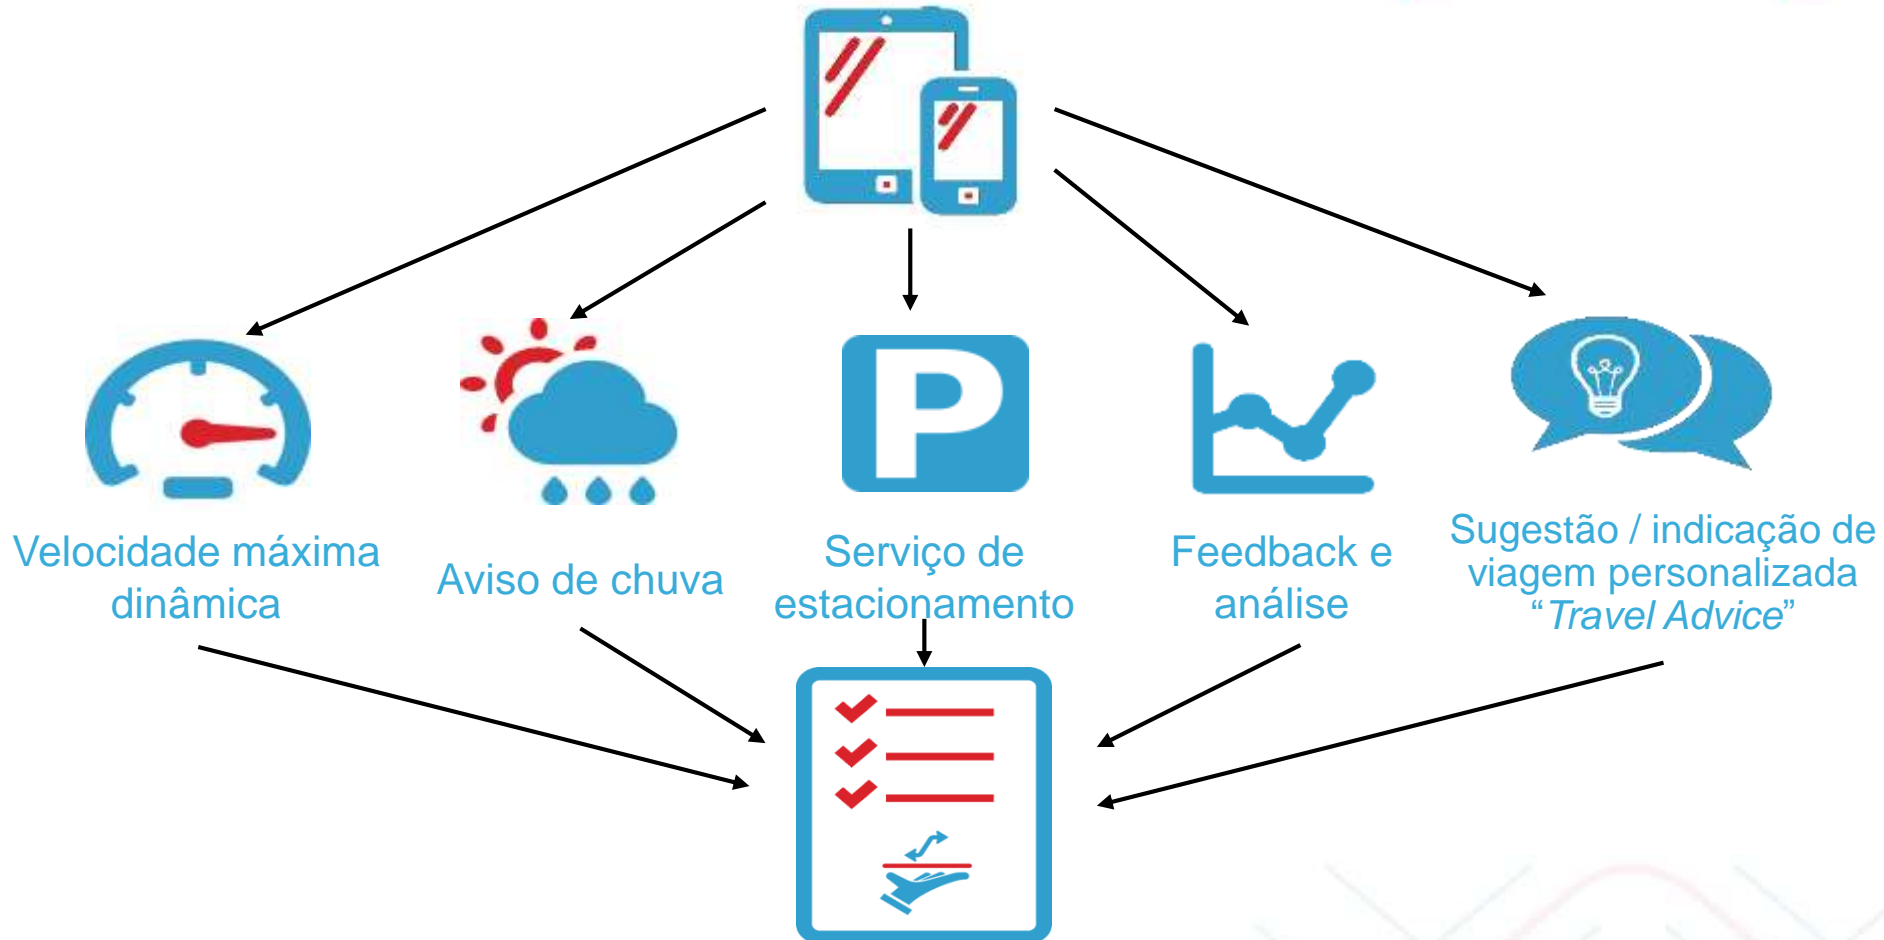 P
Velocidade máxima
dinâmica
Aviso de chuva
Serviço de
estacionamento
Feedback e
análise
Sugestão / indicação de
viagem personalizada
“Travel Advice”